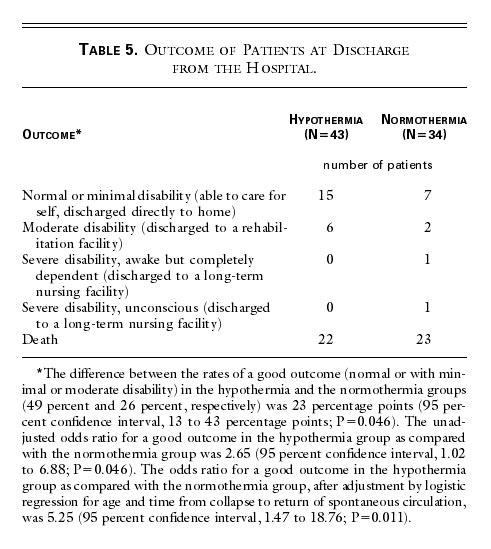 TABLE 5. OUTCOME OF PATIENTS AT DISCHARGE
FROM THE HOSPITAL.
OUTCOME* HYPOTHERMIA (N=43) NORMOTHERMIA (N=34)
number of patients
Normal or minimal disability (able to care for 15 7
self, discharged directly to home)
Moderate disability (discharged to a rehabil- 6 2
itation facility)
Severe disability, awake but completely 0 1
dependent (discharged to a long-term
nursing facility)
Severe disability, unconscious (discharged 0 1
to a long-term nursing facility)
Death 22 23
*The difference between the rates of a good outcome (normal or with min-
imal or moderate disability) in the hypothermia and the normothermia groups
(49 percent and 26 percent, respectively) was 23 percentage points (95 per-
cent confidence interval, 13 to 43 percentage points; P=0.046). The unad-
justed odds ratio for a good outcome in the hypothermia group as compared
with the normothermia group was 2.65 (95 percent confidence interval, 1.02
to 6.88; P=0.046). The odds ratio for a good outcome in the hypothermia
group as compared with the normothermia group, after adjustment by logistic
regression for age and time from collapse to return of spontaneous circulation,
was 5.25 (95 percent confidence interval, 1.47 to 18.76; P=0.011).